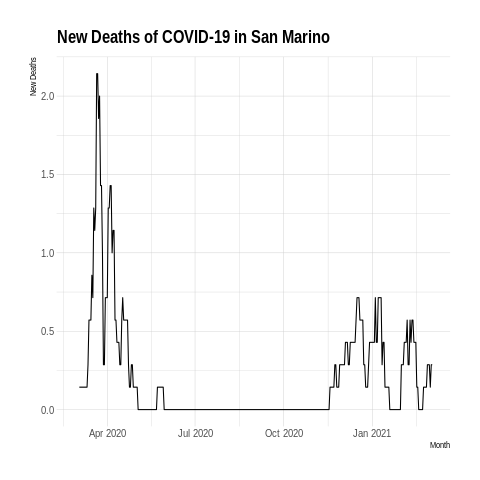 New Deaths of COVID-19 in San Marino
New Deaths
2.0
1.5
1.0
0.5
0.0
Apr 2020 Jul 2020 Oct 2020 Jan 2021
Month